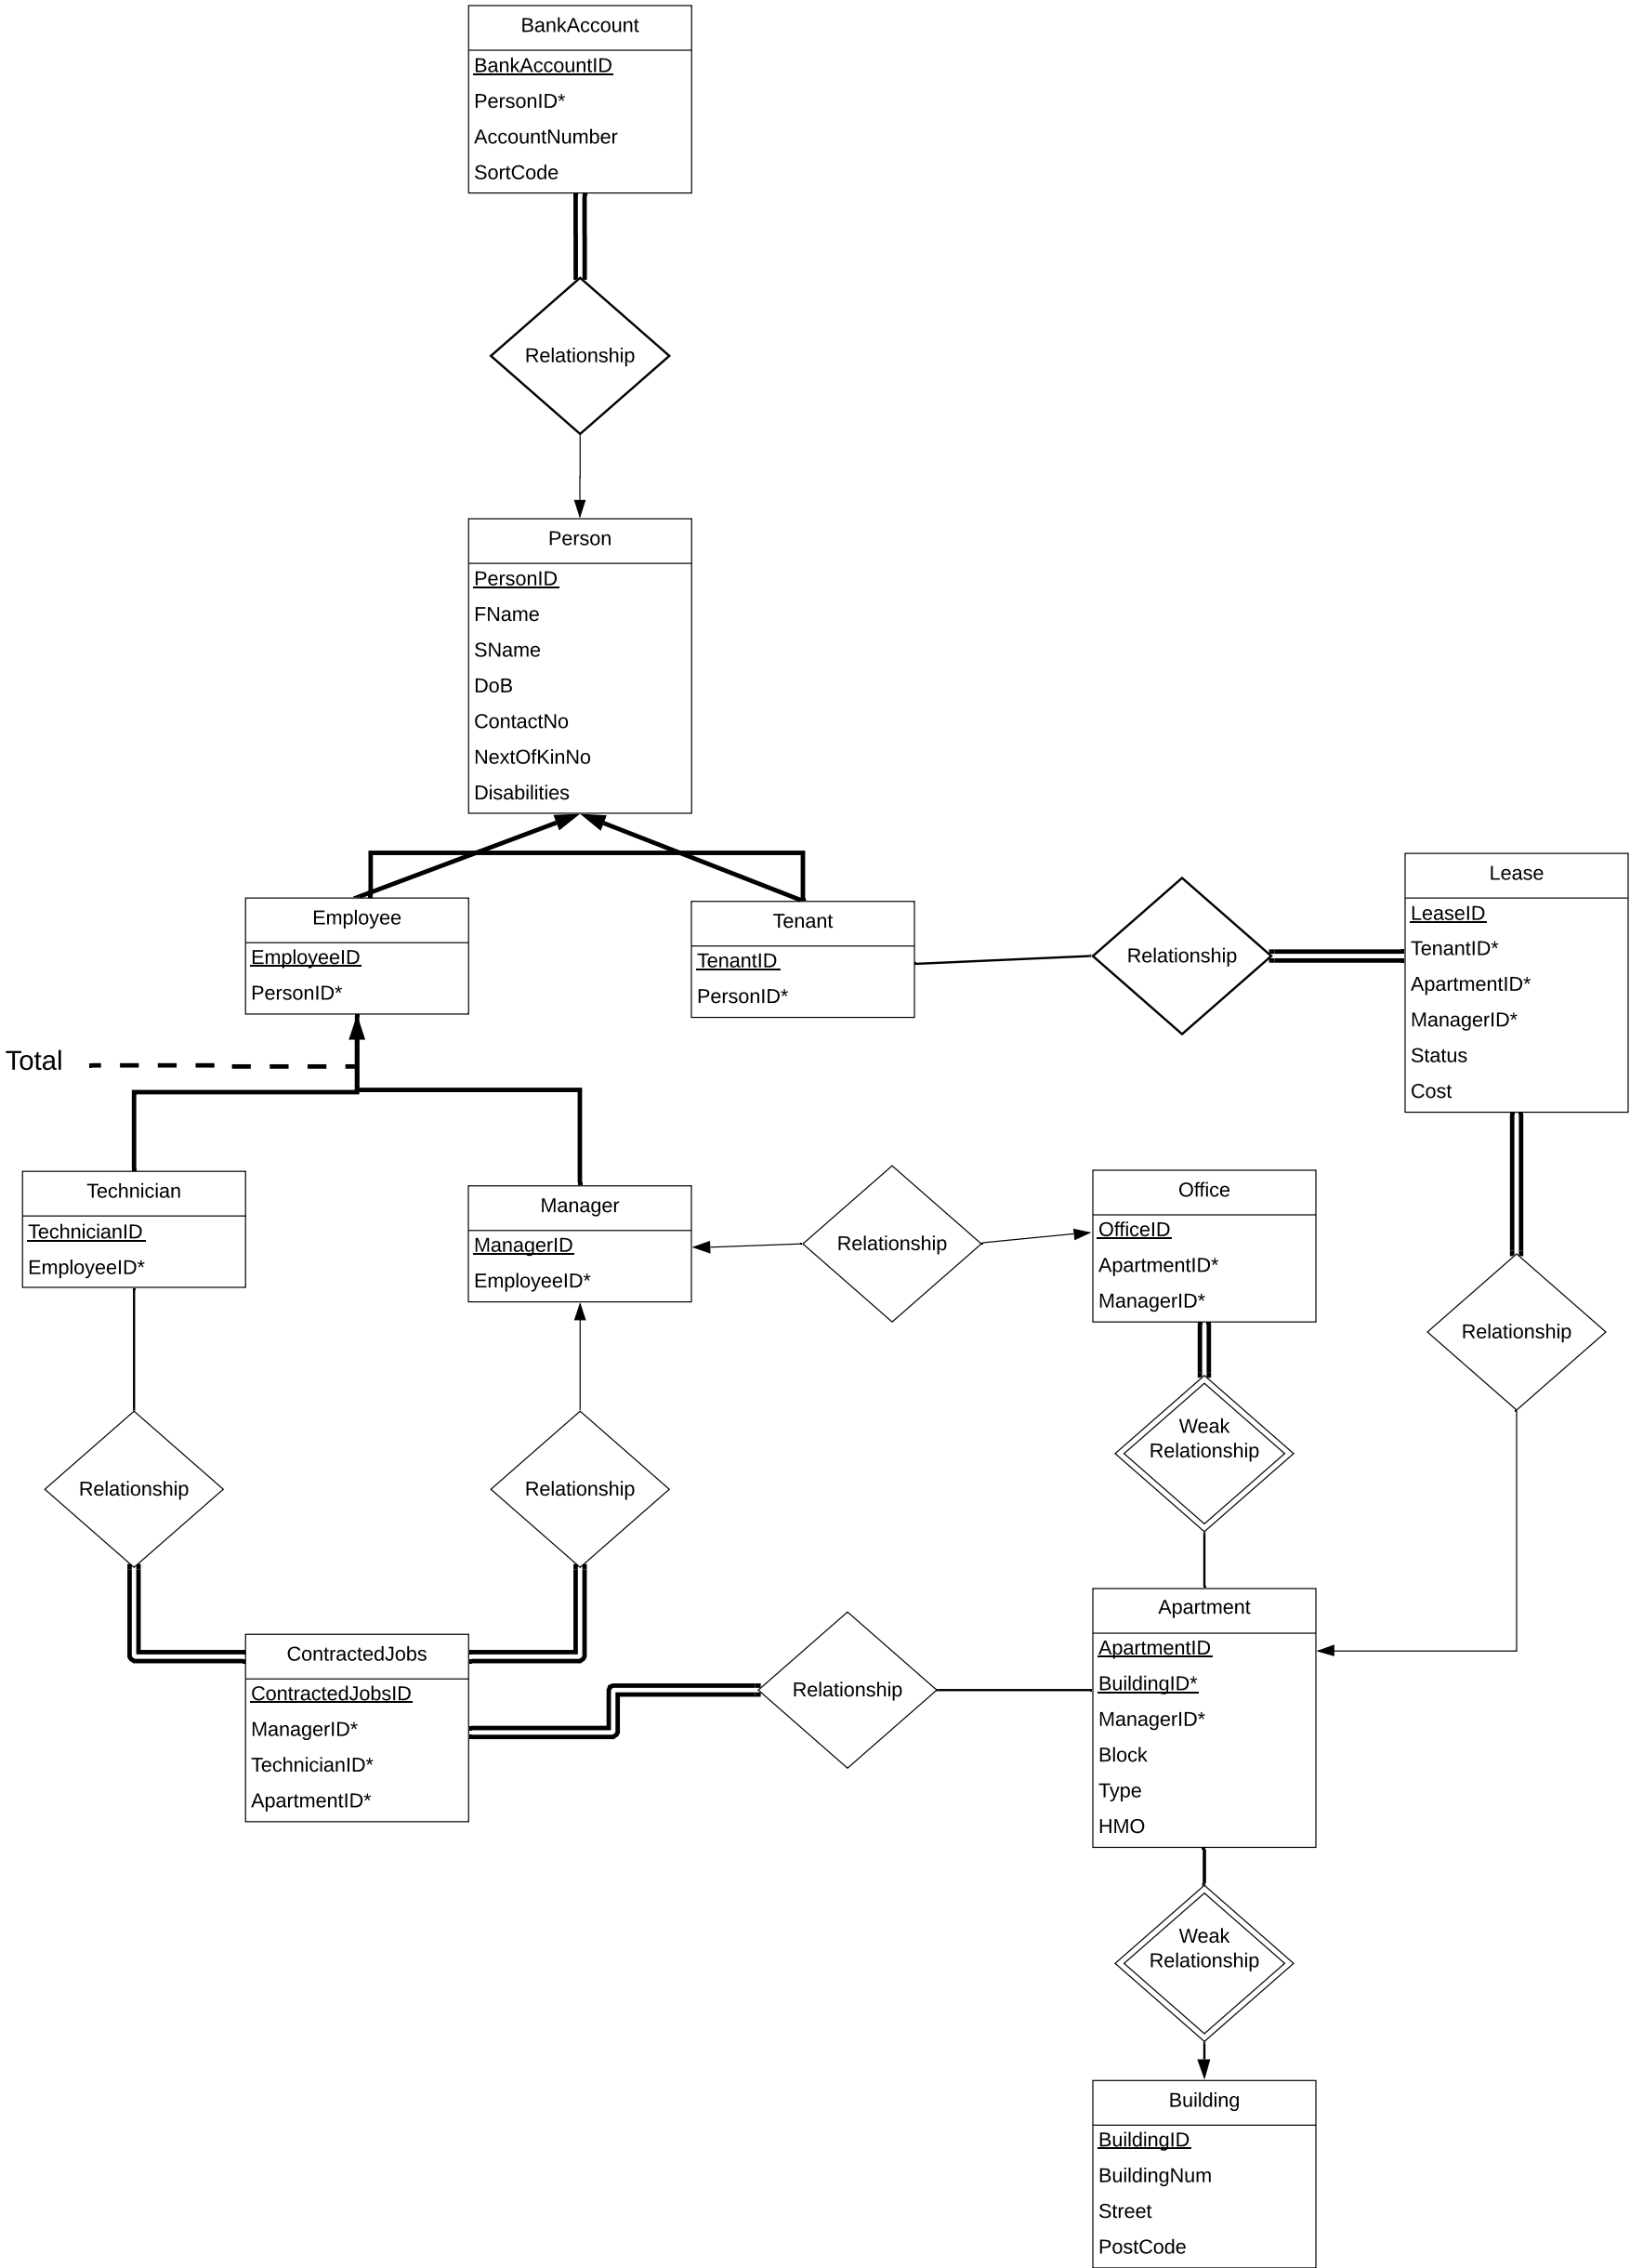 BankAccount
BankAccountID
PersonID*
AccountNumber
SortCode
Relationship
Person
PersonID
FName
SName
DoB
ContactNo
NextOfKinNo
Disabilities
Employee
EmployeeID
PersonID*
Tenant
TenantID
PersonID*
Relationship
Lease
LeaseID
TenantID*
ApartmentID*
ManagerID*
Status
Cost
Total
Technician
TechnicianID
EmployeeID*
Manager
ManagerID
EmployeeID*
Relationship
Office
OfficeID
ApartmentID*
ManagerID*
Relationship
Weak
Relationship
Relationship
Relationship
ContractedJobs
ContractedJobsID
ManagerID*
TechnicianID*
ApartmentID*
Relationship
Apartment
ApartmentID
BuildingID*
ManagerID*
Block
Type
HMO
Weak
Relationship
Building
BuildingID
BuildingNum
Street
PostCode